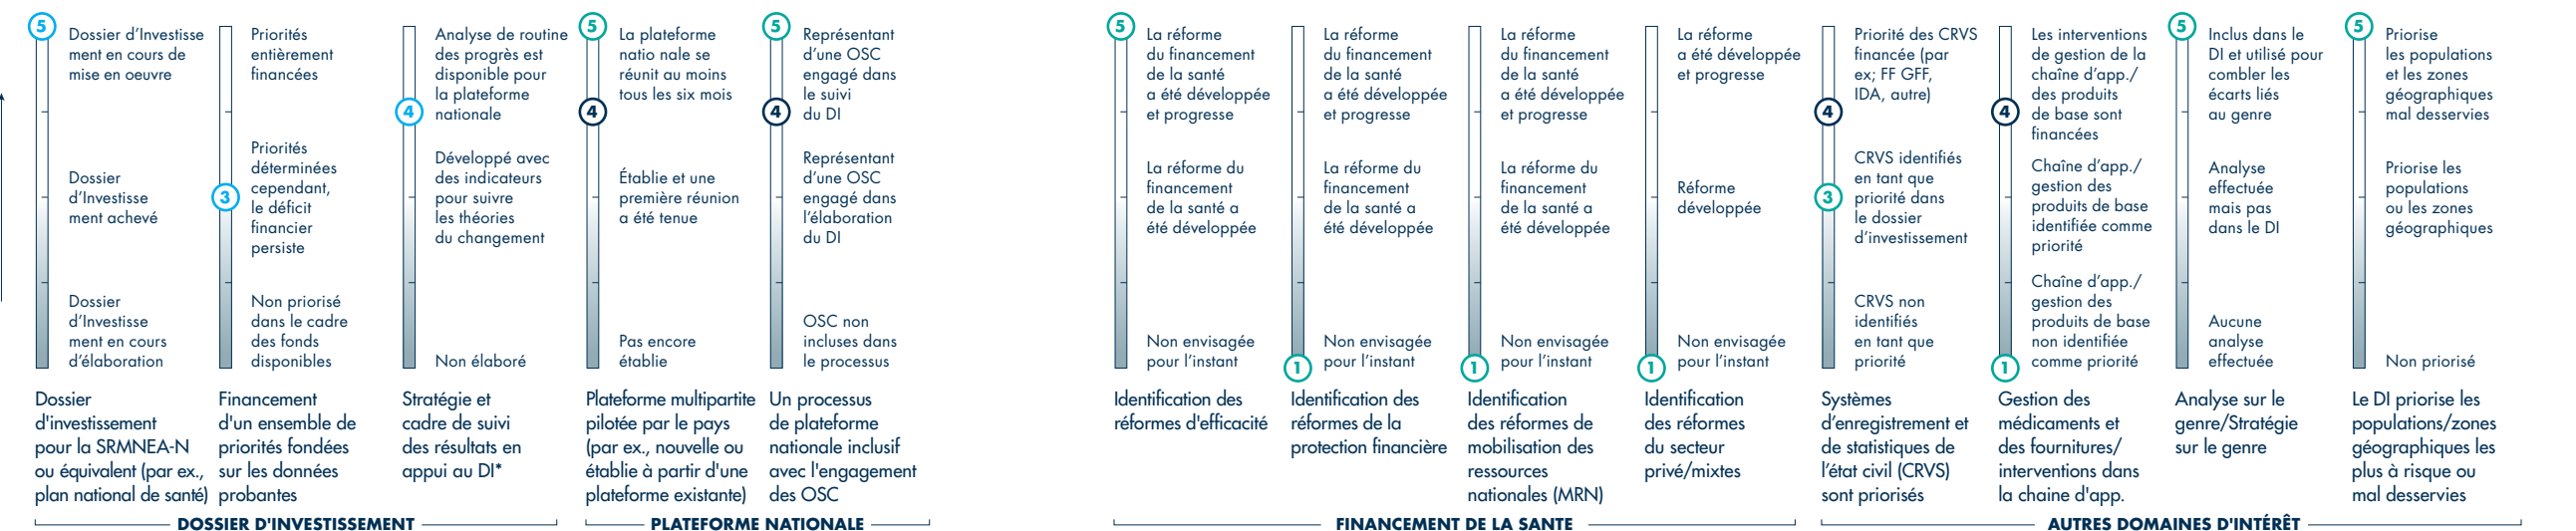 5
Dossier d’Investisse
ment en cours de
mise en oeuvre
Dossier
d’Investisse
ment achevé
Dossier
d’Investisse
ment en cours
d’élaboration
Dossier
d'investissement
pour la SRMNEA-N
ou équivalent (par ex.,
plan national de santé)
Priorités
entièrement
financées
3
Priorités
déterminées
cependant,
le déficit
financier
persiste
Non priorisé
dans le cadre
des fonds
disponibles
Financement
d'un ensemble de
priorités fondées
sur les données
probantes
Analyse de routine
des progrès est
disponible pour
la plateforme
nationale
4
Développé avec
des indicateurs
pour suivre
les théories
du changement
Non élaboré
Stratégie et
cadre de suivi
des résultats en
appui au DI*
DOSSIER D'INVESTISSEMENT
5
La plateforme
natio nale se
réunit au moins
tous les six mois
4
Établie et une
première réunion
a été tenue
Pas encore
établie
Plateforme multipartite
pilotée par le pays
(par ex., nouvelle ou
établie à partir d'une
plateforme existante)
5
Représentant
d’une OSC
engagé dans
le suivi
du DI
4
Représentant
d’une OSC
engagé dans
l’élaboration
du DI
OSC non
incluses dans
le processus
Un processus
de plateforme
nationale inclusif
avec l'engagement
des OSC
PLATEFORME NATIONALE
5
La réforme
du financement
de la santé
a été développée
et progresse
La réforme du
financement
de la santé a
été développée
Non envisagée
pour l’instant
Identification des
réformes d'efficacité
La réforme
du financement
de la santé
a été développée
et progresse
La réforme du
financement
de la santé a
été développée
Non envisagée
pour l’instant
1
Identification des
réformes de la
protection financière
La réforme
du financement
de la santé
a été développée
et progresse
La réforme du
financement
de la santé a
été développée
Non envisagée
pour l’instant
1
Identification
des réformes de
mobilisation des
ressources
nationales (MRN)
La réforme
a été développée
et progresse
Réforme
développée
Non envisagée
pour l’instant
1
Identification
des réformes
du secteur
privé/mixtes
FINANCEMENT DE LA SANTE
Priorité des CRVS
financée (par
ex; FF GFF,
IDA, autre)
4
CRVS identifiés
en tant que
priorité dans
le dossier
d’investissement
3
CRVS non
identifiés
en tant que
priorité
Systèmes
d’enregistrement et
de statistiques de
l’état civil (CRVS)
sont priorisés
Les interventions
de gestion de la
chaîne d’app./
des produits
de base sont
financées
4
Chaîne d’app./
gestion des
produits de base
identifiée comme
priorité
Chaîne d’app./
gestion des
produits de base
non identifiée
comme priorité
1
Gestion des
médicaments et
des fournitures/
interventions dans
la chaine d'app.
5
Inclus dans le
DI et utilisé pour
combler les
écarts liés
au genre
Analyse
effectuée
mais pas
dans le DI
Aucune
analyse
effectuée
Analyse sur le
genre/Stratégie
sur le genre
5
Priorise
les populations
et les zones
géographiques
mal desservies
Priorise les
populations
ou les zones
géographiques
Non priorisé
Le DI priorise les
populations/zones
géographiques les
plus à risque ou
mal desservies
AUTRES DOMAINES D'INTÉRÊT